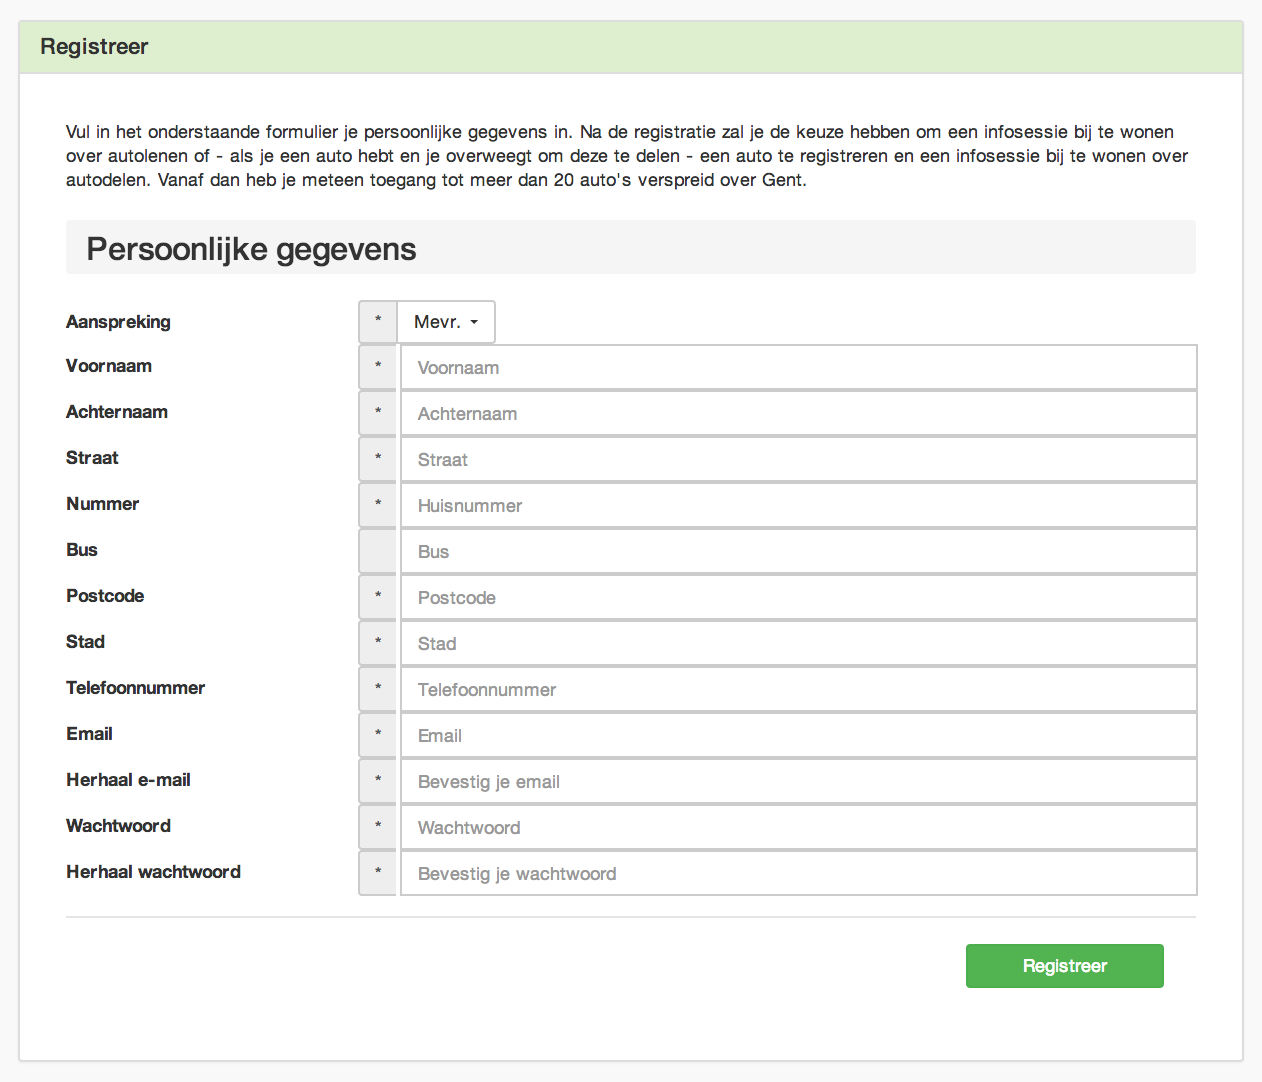 Registreer
Vul in het onderstaande formulier je persoonlijke gegevens in. Na de registratie zal je de keuze hebben om een infosessie bij te wonen
over autolenen of - als je een auto hebt en je overweegt om deze te delen - een auto te registreren en een infosessie bij te wonen over
autodelen. Vanaf dan heb je meteen toegang tot meer dan 20 auto's verspreid over Gent.
Persoonlijke gegevens
Aanspreking * Mevr.
Voornaam * Voornaam
Achternaam * Achternaam
Straat * Straat
Nummer * Huisnummer
Bus Bus
Postcode * Postcode
Stad * Stad
Telefoonnummer * Telefoonnummer
Email * Email
Herhaal e-mail * Bevestig je email
Wachtwoord * Wachtwoord
Herhaal wachtwoord * Bevestig je wachtwoord
Registreer